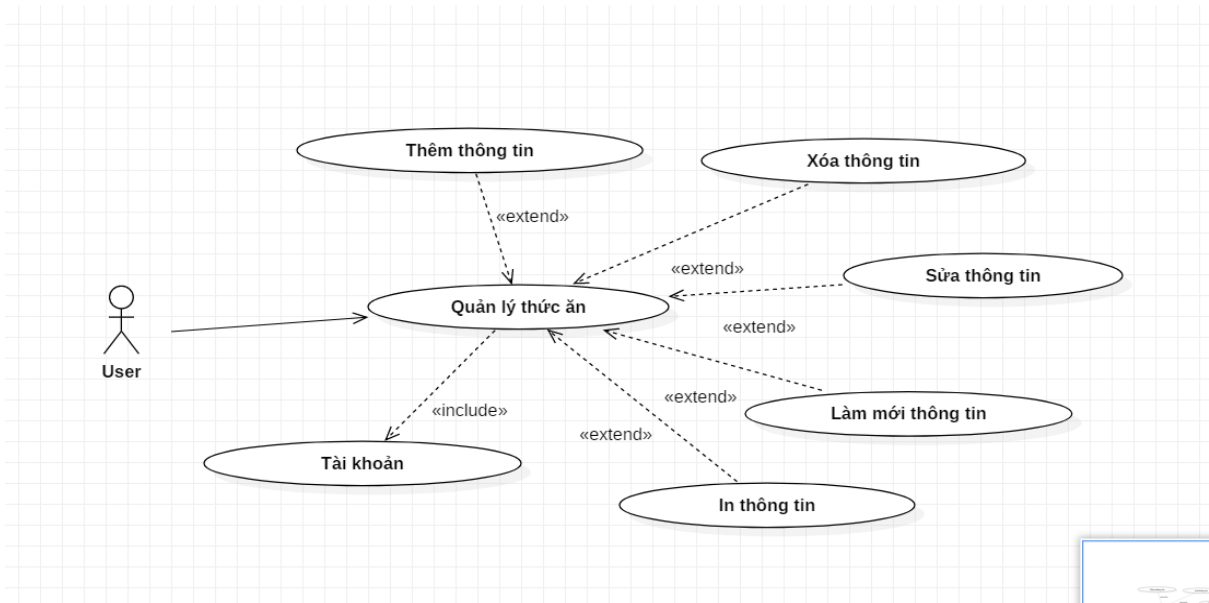 Thêm thông tin
Xóa thông tin
«extend»
«extend»
Sửa thông tin
Quản lý thức ăn
«extend»
User
«extend»
«include»
Làm mới thông tin
«extend»
Tài khoản
In thông tin